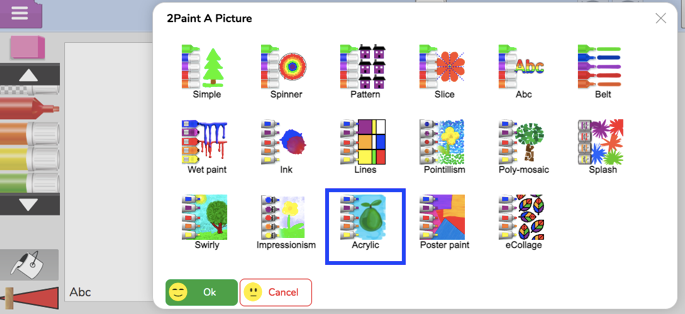 2Paint A Picture
Simple
Spinner
Pattern
Slice
Abc
Abc
Belt
Wet paint
Ink
Lines
Pointillism
Poly-mosaic
Splash
Swirly
Impressionism
Acrylic
Poster paint
eCollage
Ok
Cancel
Abc